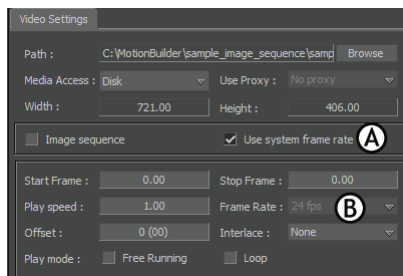 Video Settings
Path : C:\MotionBuilder\sample_image_sequence\samp Browse
Media Access : Disk Use Proxy : No proxy
Width : 721.00 Height : 406.00
Image sequence Use system frame rate A
Start Frame : 0.00 Stop Frame : 0.00
Play speed : 1.00 Frame Rate : 24 fps B
Offset : 0 (00) Interlace : None
Play mode : Free Running Loop